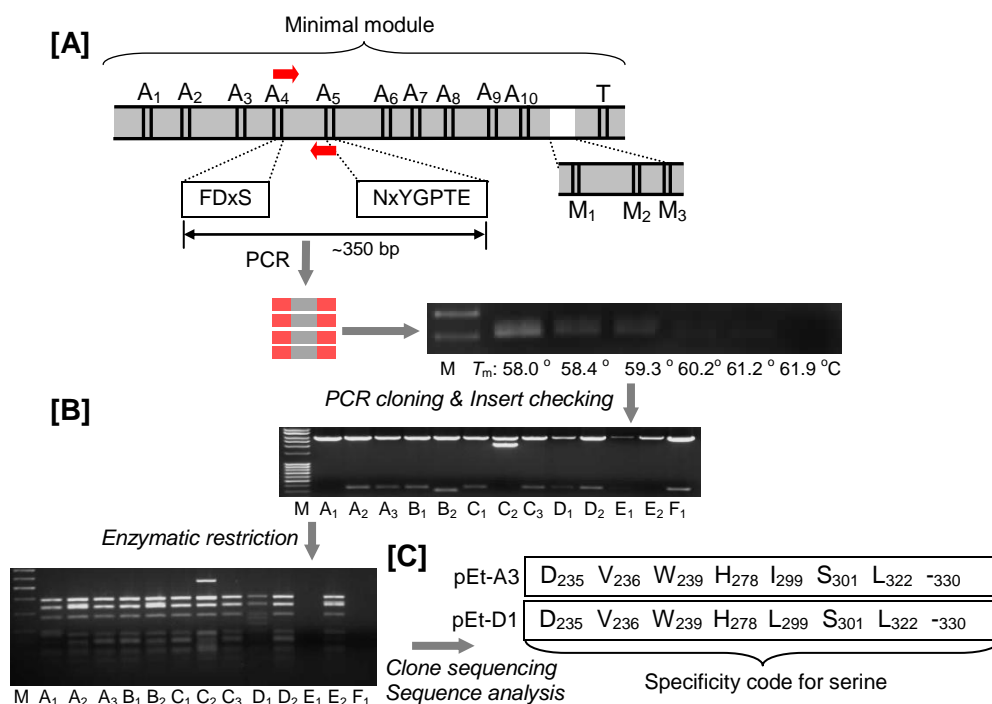 Minimal module
[A]
A1 A2 A3 A4 A5 A6 A7 A8 A9 A10 T
FDxS NxYGPTE
M1 M2 M3
~350 bp
PCR
M Tm: 58.0 o 58.4 o 59.3 o 60.2o 61.2 o 61.9 oC
PCR cloning & Insert checking
[B]
M A1 A2 A3 B1 B2 C1 C2 C3 D1 D2 E1 E2 F1
Enzymatic restriction
[C]
pEt-A3 D235 V236 W239 H278 I299 S301 L322 -330
pEt-D1 D235 V236 W239 H278 L299 S301 L322 -330
Clone sequencing
Sequence analysis
Specificity code for serine
M A1 A2 A3 B1 B2 C1 C2 C3 D1 D2 E1 E2 F1